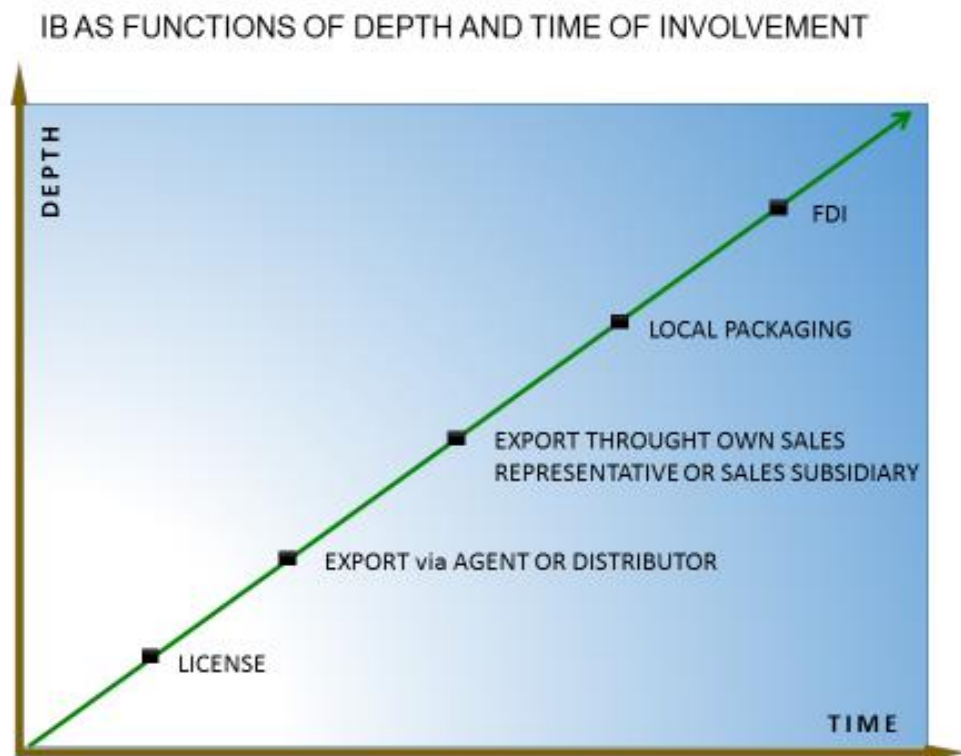 IB AS FUNCTIONS OF DEPTH AND TIME OF INVOLVEMENT
DEPTH
FDI
LOCAL PACKAGING
EXPORT THROUGHT OWN SALES
REPRESENTATIVE OR SALES SUBSIDIARY
EXPORT via AGENT OR DISTRIBUTOR
LICENSE
TIME